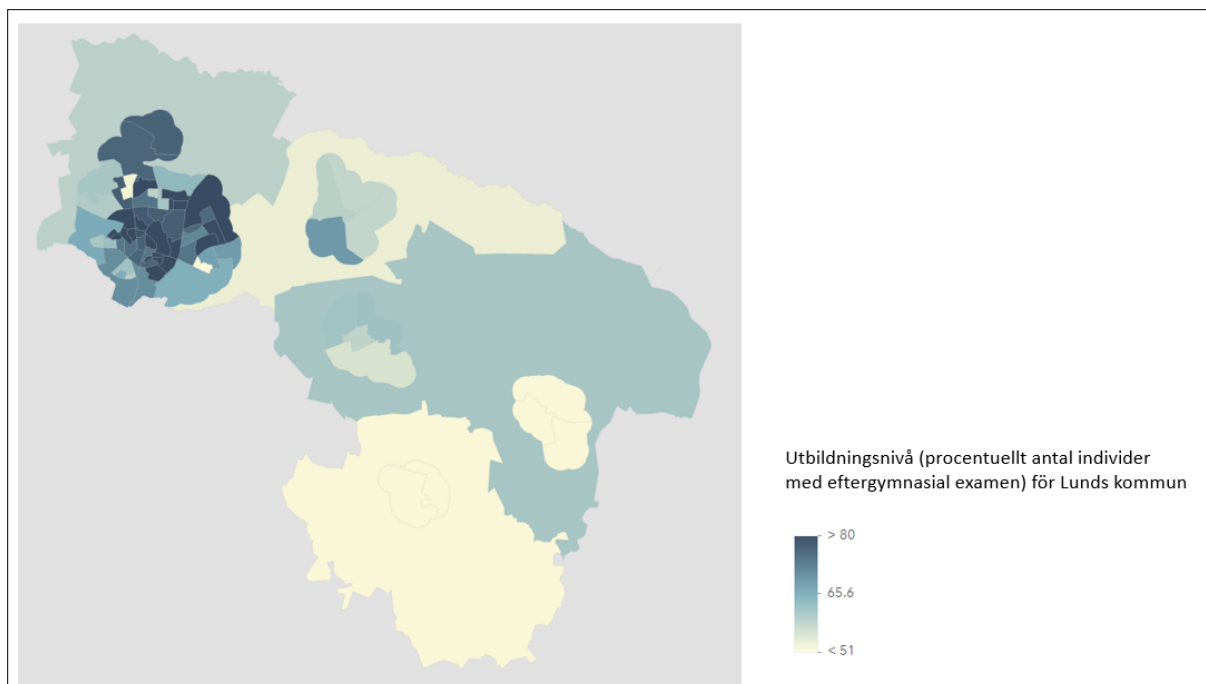 Utbildningsnivå (procentuellt antal individer
med eftergymnasial examen) för Lunds kommun
> 80
65.6
< 51